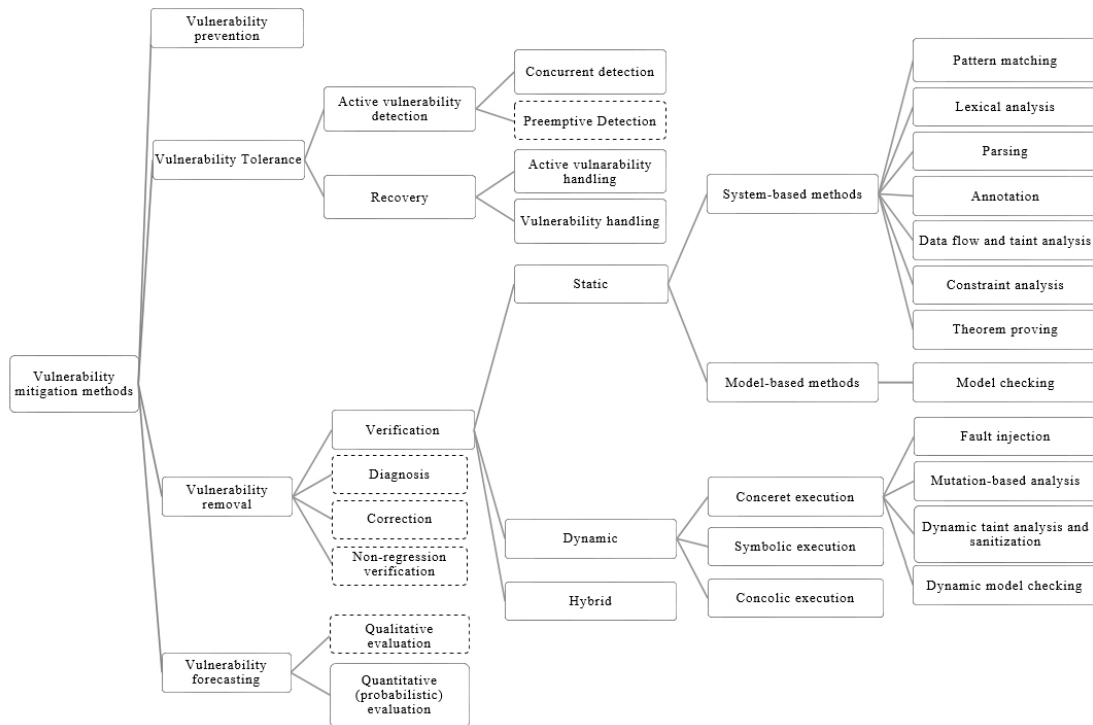 Vulnerability
prevention
Concurrent detection
Pattern matching
Active vulnerability
detection
Lexical analysis
Preemptive Detection
Vulnerability Tolerance
Parsing
Active vulnarability
handling
Recovery
System-based methods
Annotation
Vulnerability handling
Data flow and taint analysis
Static
Constraint analysis
Theorem proving
Vulnerability
mitigation methods
Model-based methods
Model checking
Verification
Fault injection
Diagnosis
Mutation-based analysis
Vulnerability
removal
Conceret execution
Correction
Dynamic taint analysis and
sanitization
Dynamic
Symbolic execution
Non-regression
verification
Dynamic model checking
Hybrid
Concolic execution
Qualitative
evaluation
Vulnerability
forecasting
Quantitative
(probabilistic)
evaluation